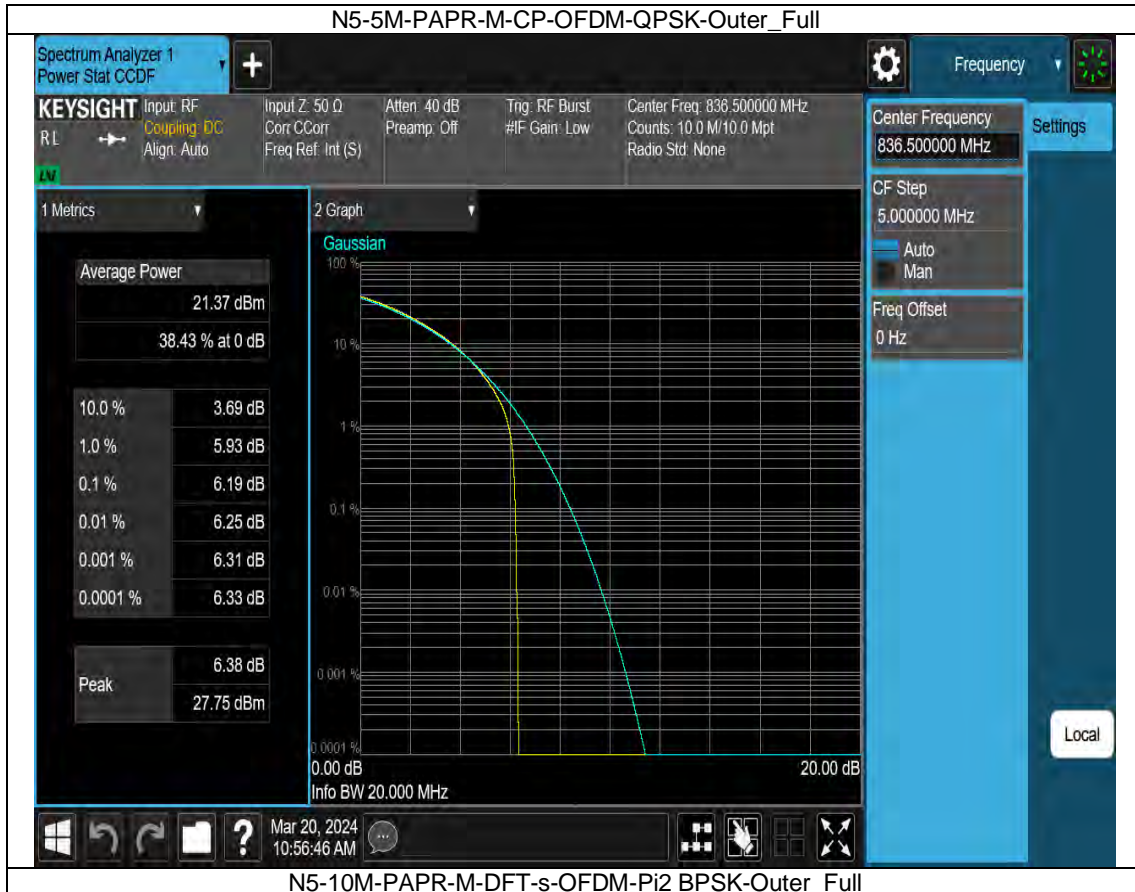 N5-5M-PAPR-M-CP-OFDM-QPSK-Outer_Full
Spectrum Analyzer 1
Power Stat CCDF
Frequency
KEYSIGHT
RL
Input: RF
Coupling: DC
Align: Auto
Input Z: 50 Ω
Corr CCorr
Freq Ref: Int (S)
Atten: 40 dB
Preamp: Off
Trig: RF Burst
#IF Gain: Low
Center Freq: 836.500000 MHz
Counts: 10.0 M/10.0 Mpt
Radio Std: None
Center Frequency
836.500000 MHz
Settings
CF Step
5.000000 MHz
Auto
Man
Freq Offset
0 Hz
1 Metrics
Average Power
21.37 dBm
38.43 % at 0 dB
10.0 % 3.69 dB
1.0 % 5.93 dB
0.1 % 6.19 dB
0.01 % 6.25 dB
0.001 % 6.31 dB
0.0001 % 6.33 dB
Peak
6.38 dB
27.75 dBm
2 Graph
Gaussian
100 %
10 %
1 %
0.1 %
0.01 %
0.001 %
0.0001 %
0.00 dB
20.00 dB
Info BW 20.000 MHz
Local
?
Mar 20, 2024
10:56:46 AM
N5-10M-PAPR-M-DFT-s-OFDM-Pi2 BPSK-Outer_Full